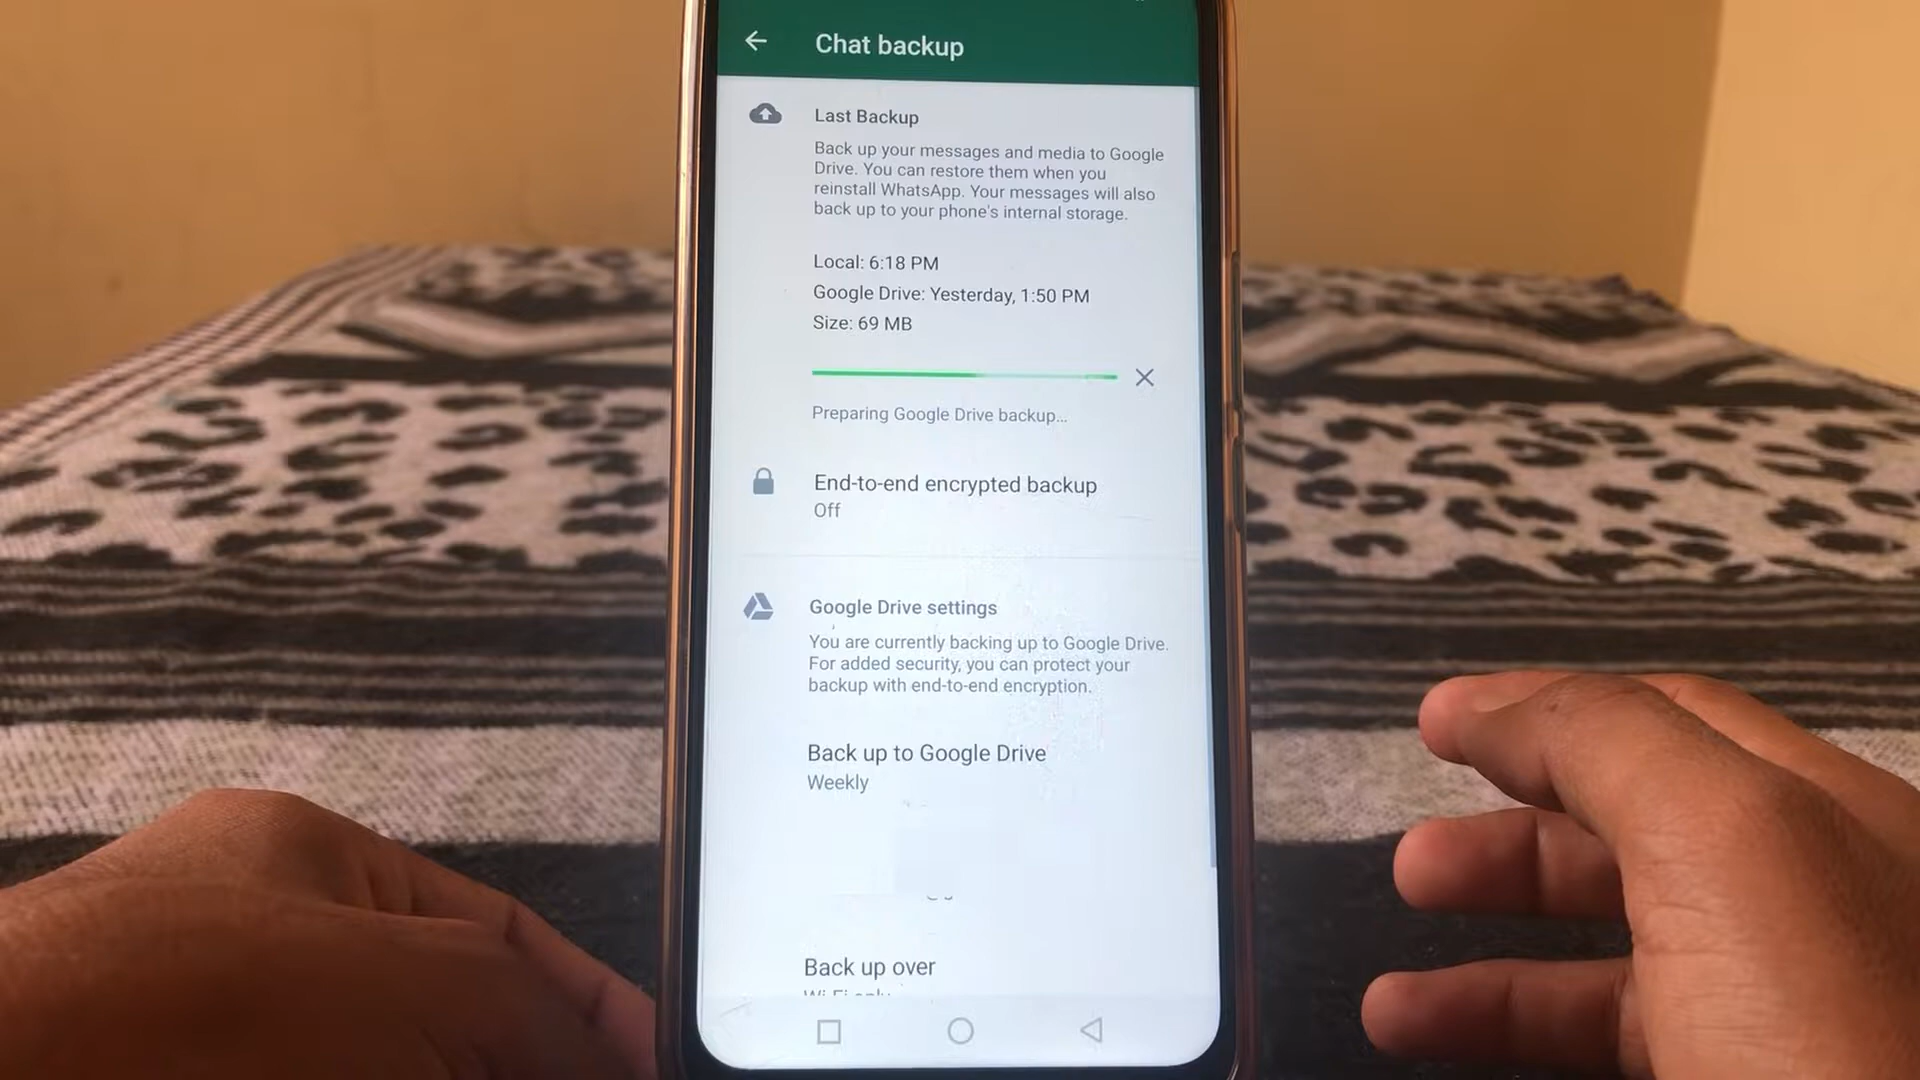 Chat backup
Last Backup
Back up your messages and media to Google
Drive. You can restore them when you
reinstall WhatsApp. Your messages will also
back up to your phone's internal storage.
Local: 6:18 PM
Google Drive: Yesterday, 1:50 PM
Size: 69 MB
Preparing Google Drive backup...
End-to-end encrypted backup
Off
Google Drive settings
You are currently backing up to Google Drive.
For added security, you can protect your
backup with end-to-end encryption.
Back up to Google Drive
Weekly
Back up over
Wi-Fi only